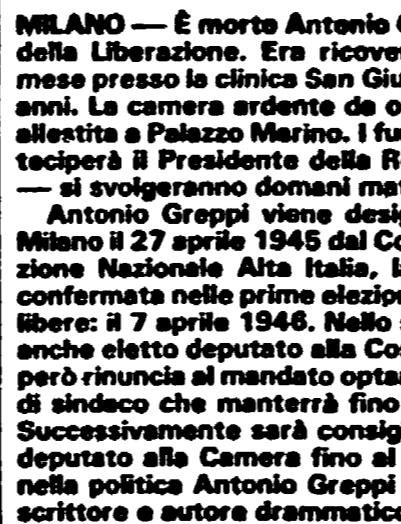 MILANO — È morto Antonio
della Liberazione. Era ricove
mese presso la clinica San Giu
anni. La camera ardente da o
allestita a Palazzo Marino. I fu
teciperà il Presidente della R
— si svolgeranno domani mat
Antonio Greppi viene desig
Milano il 27 aprile 1945 dal Co
zione Nazionale Alta Italia, l
confermata nelle prime elezio
libere: il 7 aprile 1946. Nello s
anche eletto deputato alla Cos
però rinuncia al mandato opta
di sindaco che manterrà fino
Successivamente sarà consig
deputato alla Camera fino al
nella politica Antonio Greppi
scrittore e autore drammatico